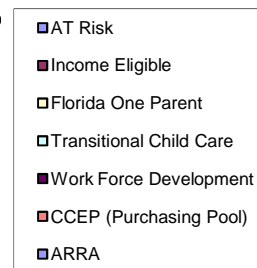 AT Risk
Income Eligible
Florida One Parent
Transitional Child Care
Work Force Development
CCEP (Purchasing Pool)
ARRA